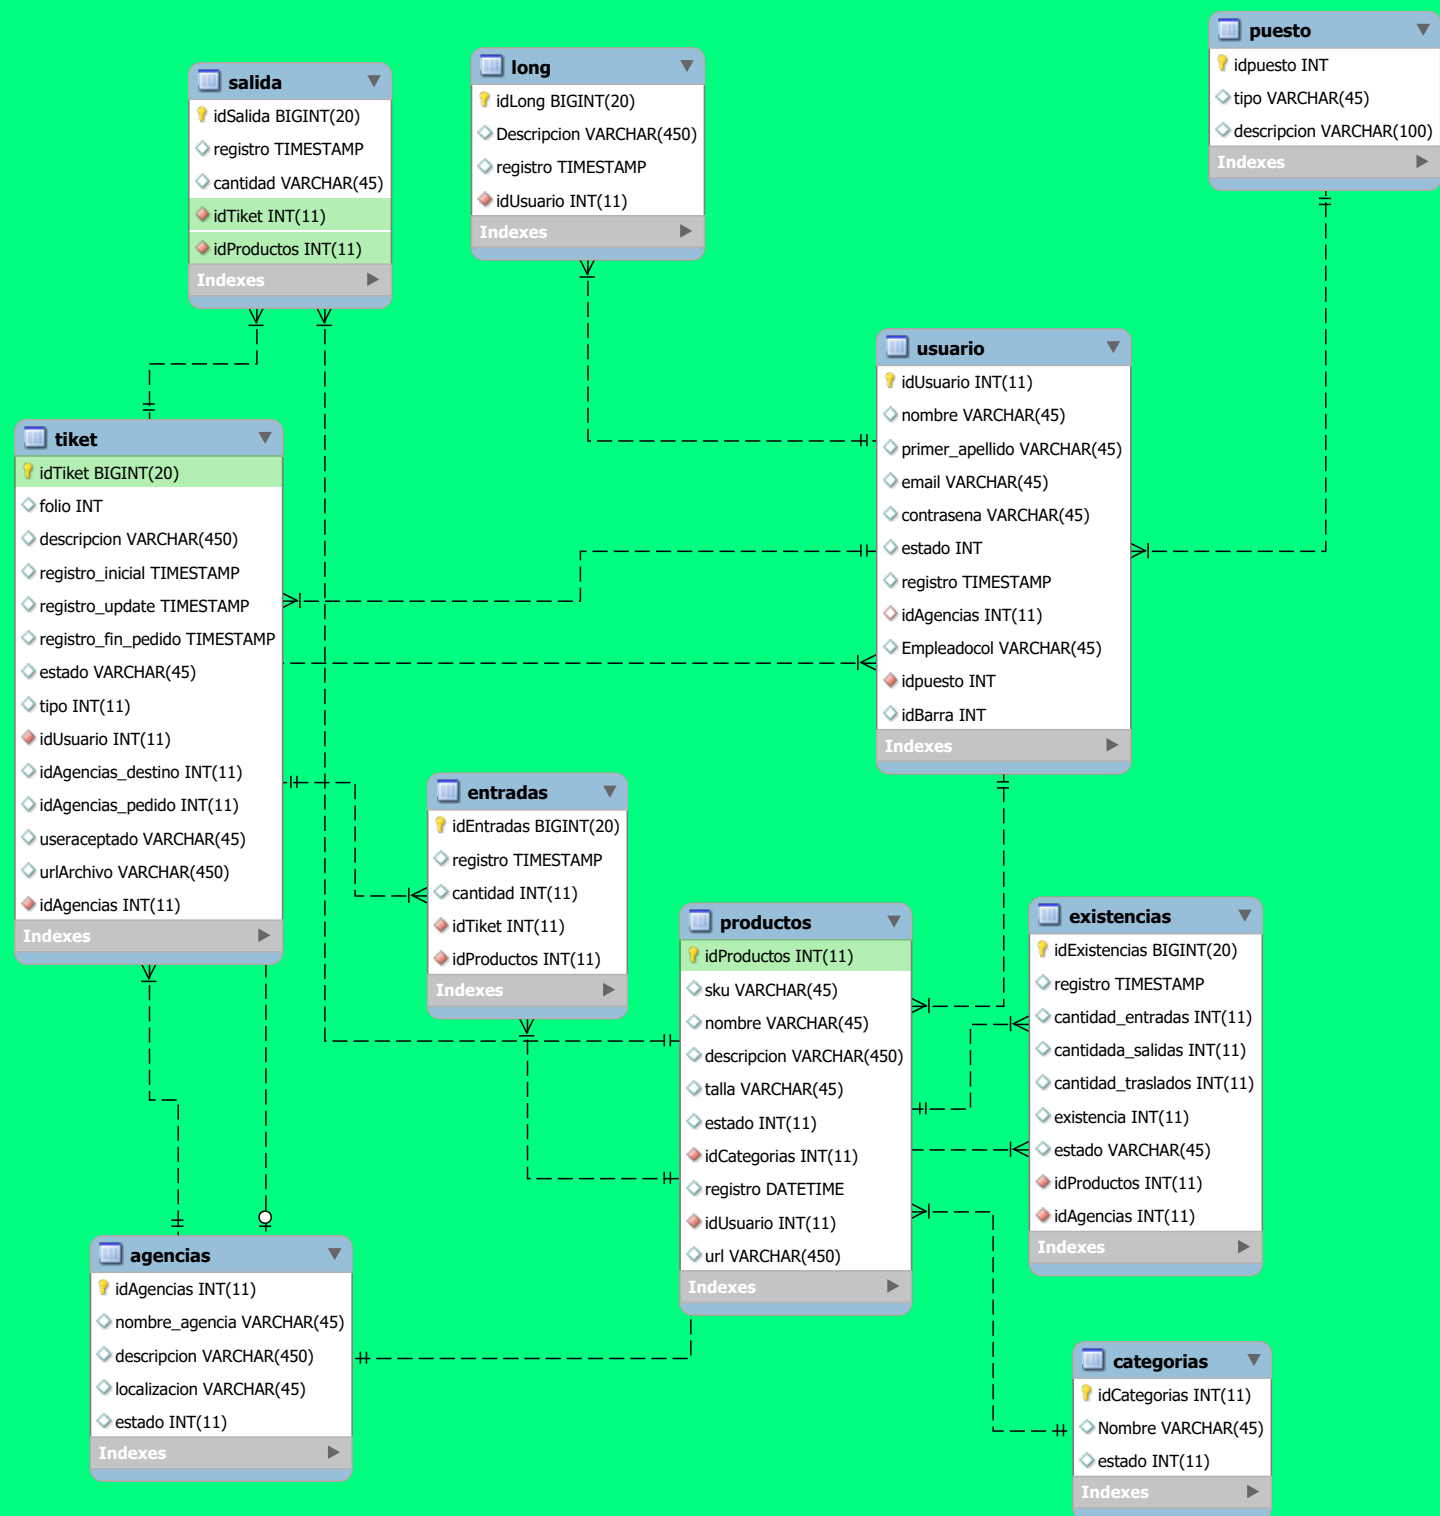 salida
idSalida BIGINT(20)
registro TIMESTAMP
cantidad VARCHAR(45)
idTiket INT(11)
idProductos INT(11)
Indexes
long
idLong BIGINT(20)
Descripcion VARCHAR(450)
registro TIMESTAMP
idUsuario INT(11)
Indexes
puesto
idpuesto INT
tipo VARCHAR(45)
descripcion VARCHAR(100)
Indexes
usuario
idUsuario INT(11)
nombre VARCHAR(45)
primer_apellido VARCHAR(45)
email VARCHAR(45)
contrasena VARCHAR(45)
estado INT
registro TIMESTAMP
idAgencias INT(11)
Empleadocol VARCHAR(45)
idpuesto INT
idBarra INT
Indexes
tiket
idTiket BIGINT(20)
folio INT
descripcion VARCHAR(450)
registro_inicial TIMESTAMP
registro_update TIMESTAMP
registro_fin_pedido TIMESTAMP
estado VARCHAR(45)
tipo INT(11)
idUsuario INT(11)
idAgencias_destino INT(11)
idAgencias_pedido INT(11)
useraceptado VARCHAR(45)
urlArchivo VARCHAR(450)
idAgencias INT(11)
Indexes
entradas
idEntradas BIGINT(20)
registro TIMESTAMP
cantidad INT(11)
idTiket INT(11)
idProductos INT(11)
Indexes
productos
idProductos INT(11)
sku VARCHAR(45)
nombre VARCHAR(45)
descripcion VARCHAR(450)
talla VARCHAR(45)
estado INT(11)
idCategorias INT(11)
registro DATETIME
idUsuario INT(11)
url VARCHAR(450)
Indexes
existencias
idExistencias BIGINT(20)
registro TIMESTAMP
cantidad_entradas INT(11)
cantidada_salidas INT(11)
cantidad_traslados INT(11)
existencia INT(11)
estado VARCHAR(45)
idProductos INT(11)
idAgencias INT(11)
Indexes
agencias
idAgencias INT(11)
nombre_agencia VARCHAR(45)
descripcion VARCHAR(450)
localizacion VARCHAR(45)
estado INT(11)
Indexes
categorias
idCategorias INT(11)
Nombre VARCHAR(45)
estado INT(11)
Indexes